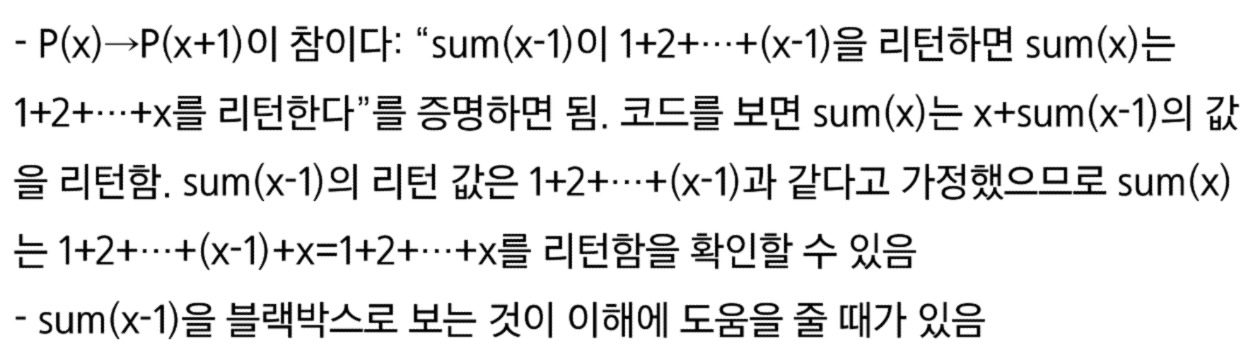 - P(x)→P(x+1)이 참이다: “sum(x-1)이 1+2+⋯+(x-1)을 리턴하면 sum(x)는
1+2+⋯+x를 리턴한다”를 증명하면 됨. 코드를 보면 sum(x)는 x+sum(x-1)의 값
을 리턴함. sum(x-1)의 리턴 값은 1+2+⋯+(x-1)과 같다고 가정했으므로 sum(x)
는 1+2+⋯+(x-1)+x=1+2+⋯+x를 리턴함을 확인할 수 있음
- sum(x-1)을 블랙박스로 보는 것이 이해에 도움을 줄 때가 있음